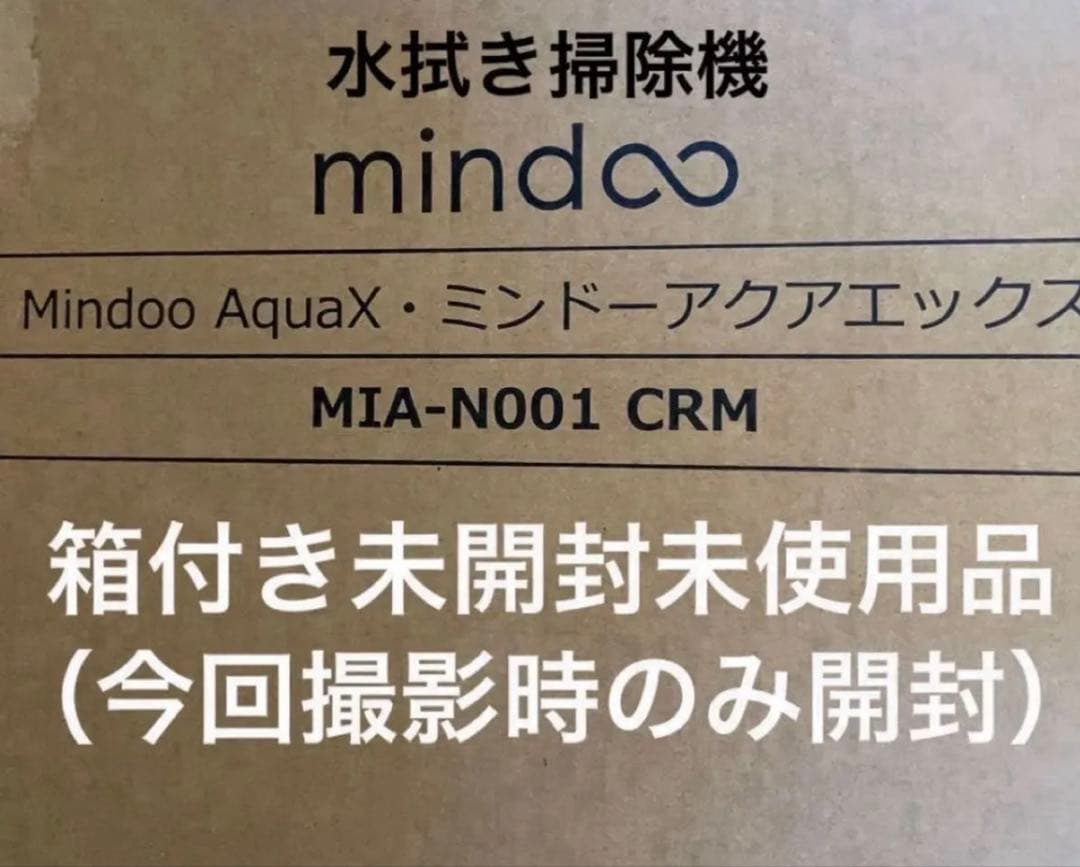 水拭き掃除機
mindoo
Mindoo AquaX・ミンドーアクアエックス
MIA-N001 CRM
箱付き未開封未使用品
（今回撮影時のみ開封）